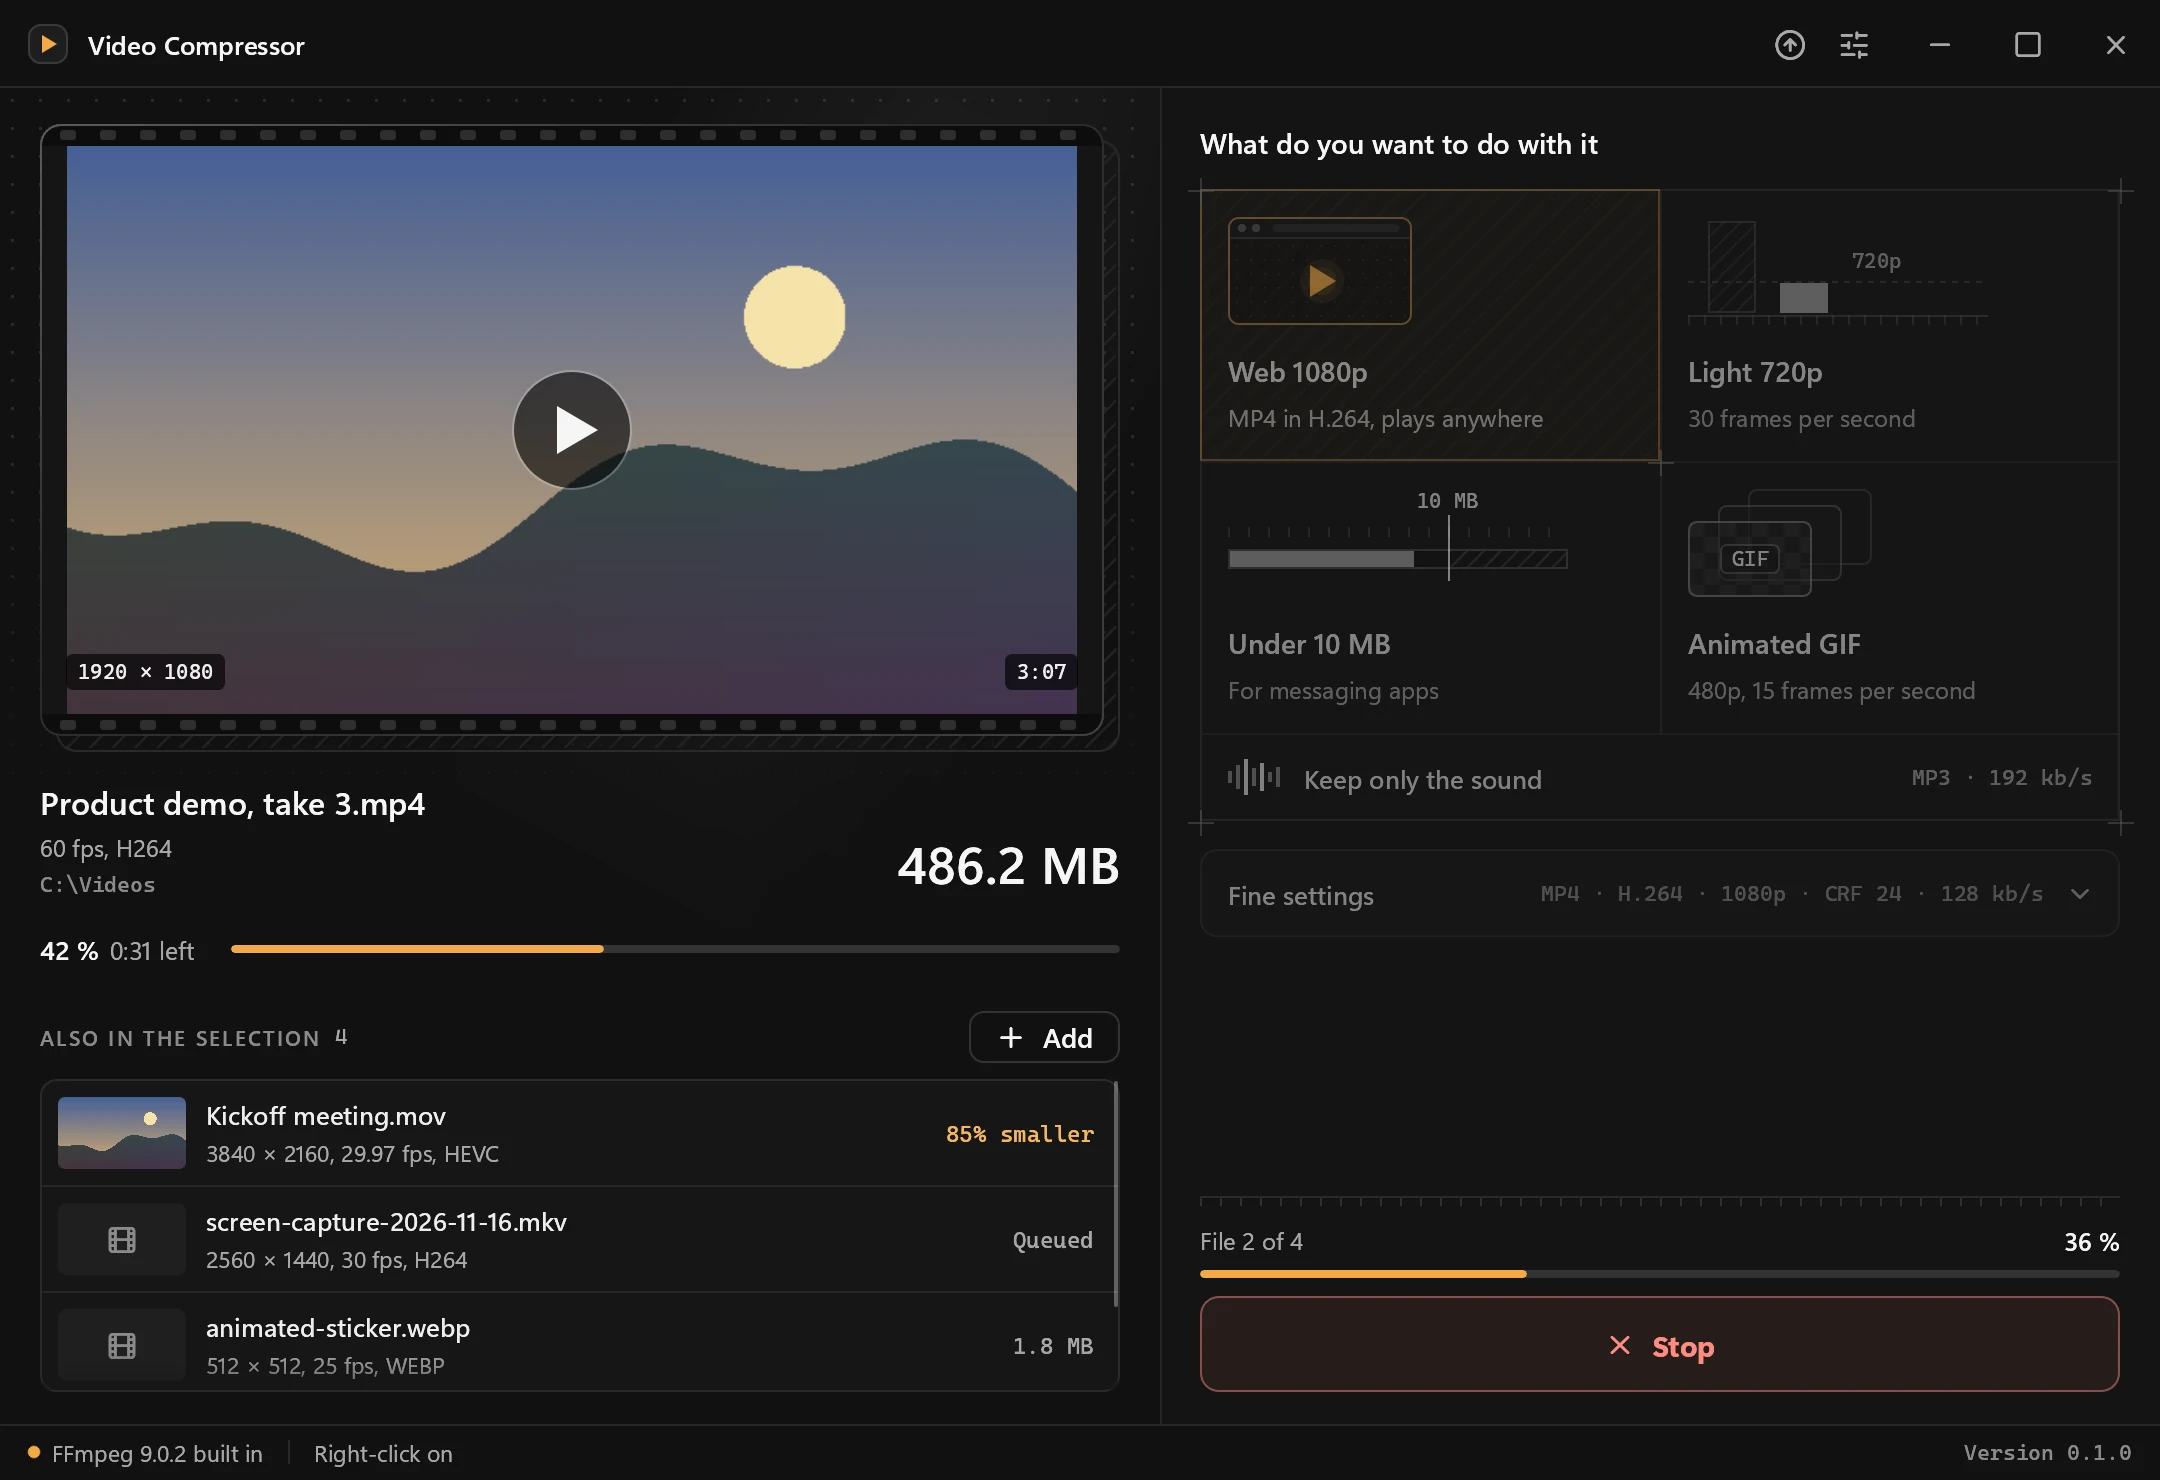 Video Compressor
1920 × 1080
3:07
Product demo, take 3.mp4
60 fps, H264
C:\Videos
486.2 MB
42 % 0:31 left
ALSO IN THE SELECTION 4
Add
Kickoff meeting.mov
3840 × 2160, 29.97 fps, HEVC
85% smaller
screen-capture-2026-11-16.mkv
2560 × 1440, 30 fps, H264
Queued
animated-sticker.webp
512 × 512, 25 fps, WEBP
1.8 MB
What do you want to do with it
Web 1080p
MP4 in H.264, plays anywhere
720p
Light 720p
30 frames per second
10 MB
Under 10 MB
For messaging apps
GIF
Animated GIF
480p, 15 frames per second
Keep only the sound
MP3 · 192 kb/s
Fine settings
MP4 · H.264 · 1080p · CRF 24 · 128 kb/s
File 2 of 4
36 %
Stop
FFmpeg 9.0.2 built in
Right-click on
Version 0.1.0